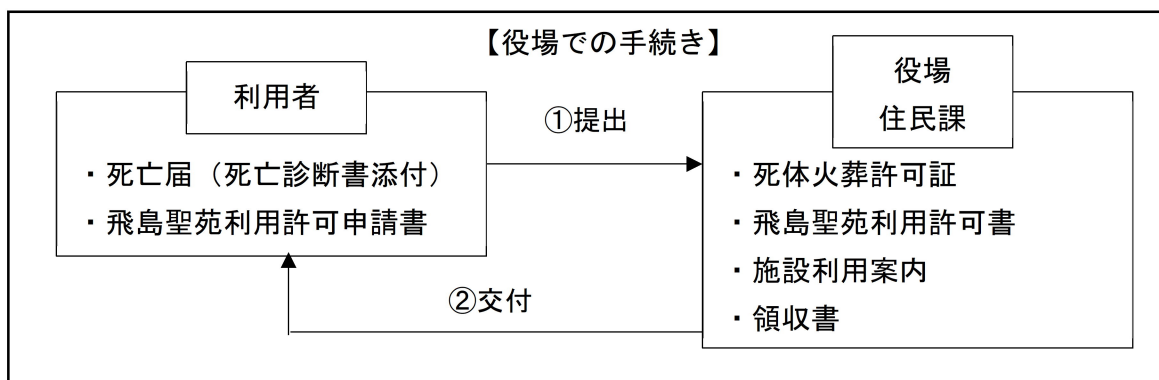 【役場での手続き】
利用者
・死亡届（死亡診断書添付）
・飛島聖苑利用許可申請書
①提出
役場
住民課
・死体火葬許可証
・飛島聖苑利用許可書
・施設利用案内
・領収書
②交付